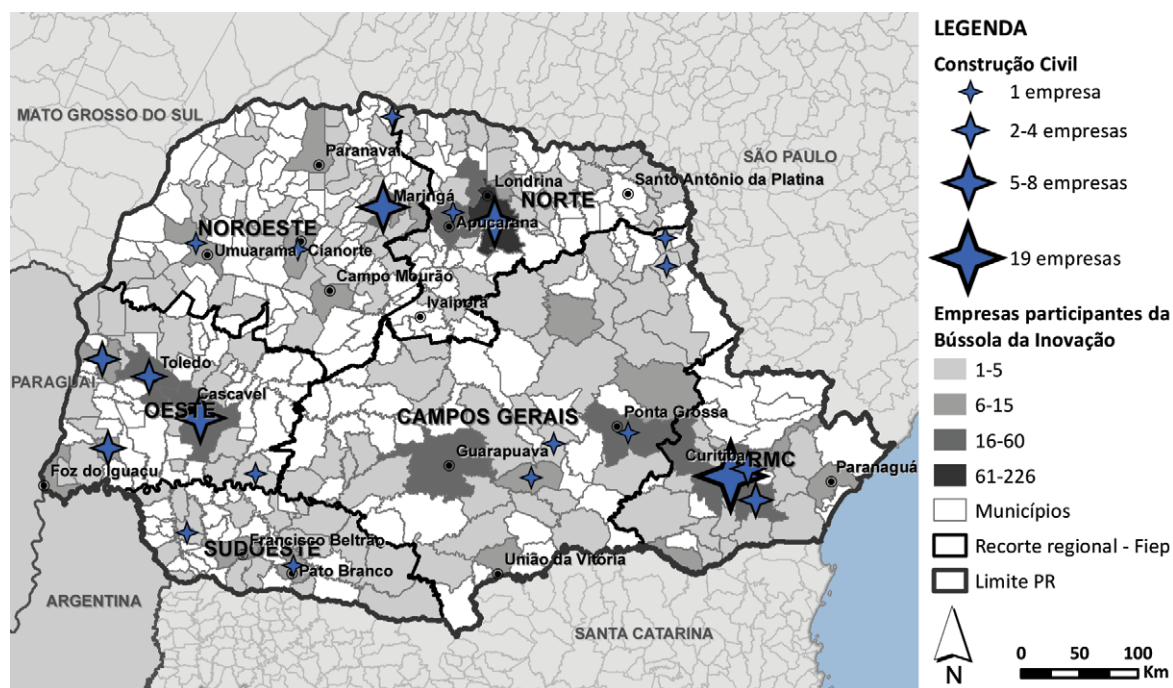 MATO GROSSO DO SUL
SÃO PAULO
Paranavaí
Londrina
Santo Antônio da Platina
Maringá
NORTE
Apucarana
NOROESTE
Umuarama
Cianorte
Campo Mourão
Ivaiporã
PARAGUAI
Toledo
Cascavel
OESTE
CAMPOS GERAIS
Ponta Grossa
Guarapuava
Curitiba
RMC
Paranaguá
Foz do Iguaçu
Francisco Beltrão
SUDOESTE
União da Vitória
Pato Branco
ARGENTINA
SANTA CATARINA
LEGENDA
Construção Civil
1 empresa
2-4 empresas
5-8 empresas
19 empresas
Empresas participantes da
Bússola da Inovação
1-5
6-15
16-60
61-226
Municípios
Recorte regional - Fiep
Limite PR
N
0 50 100
Km